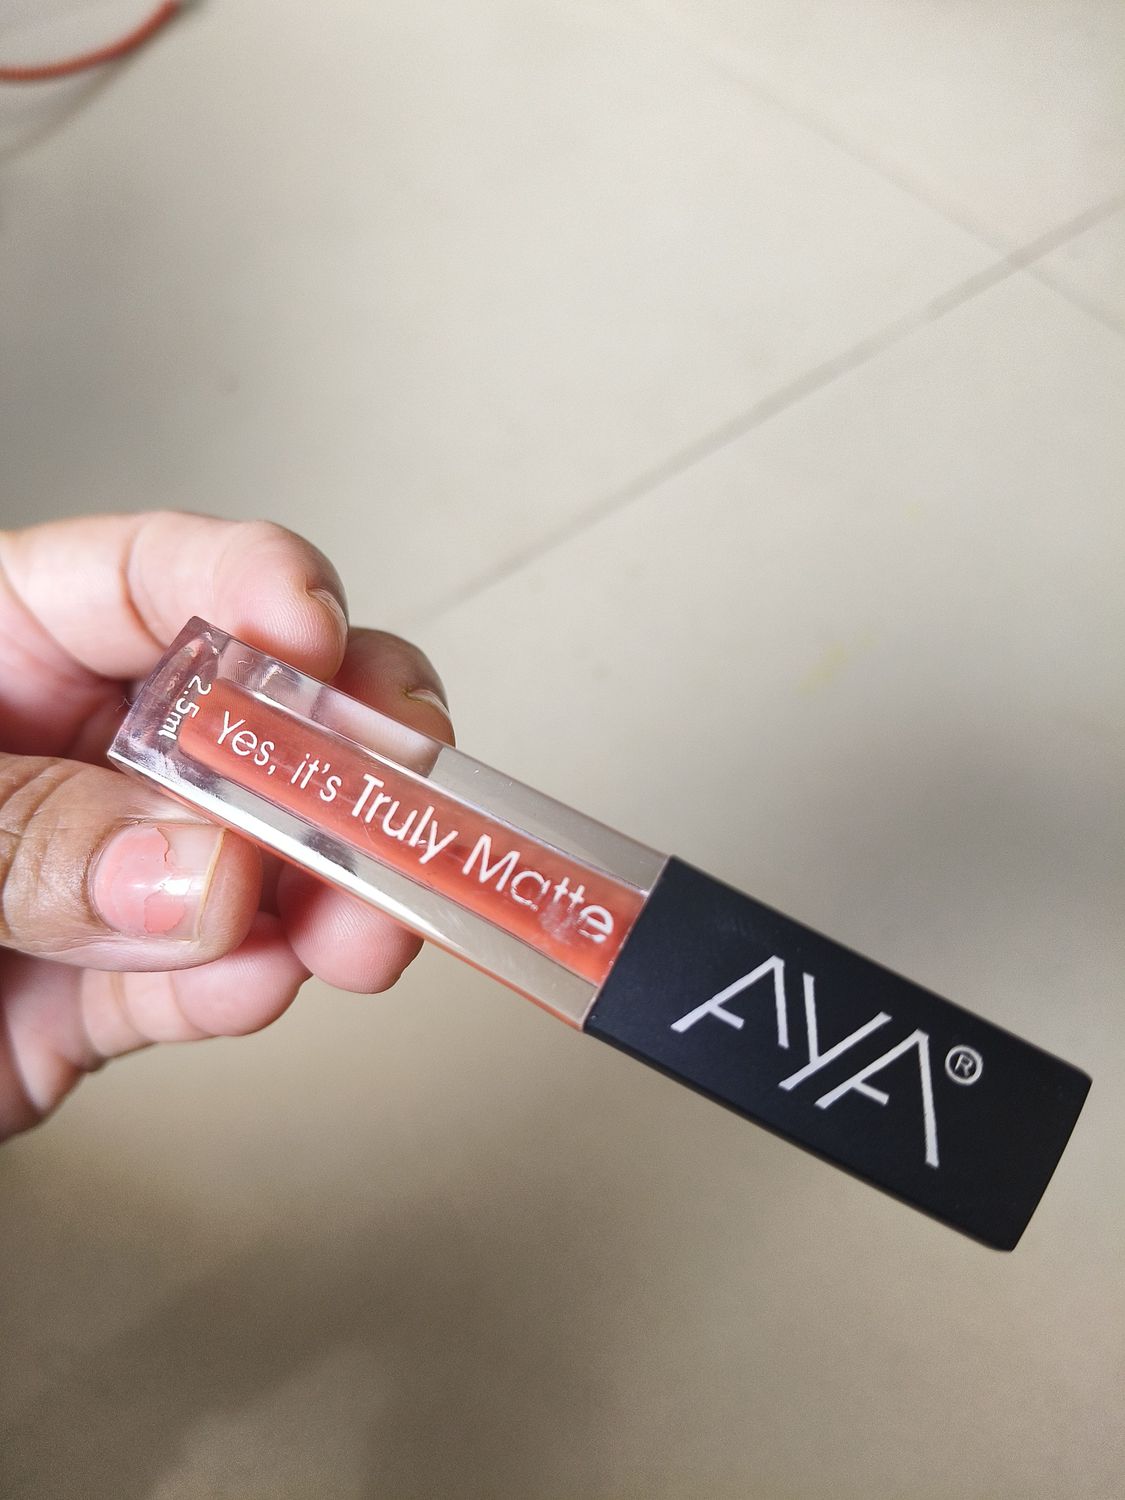 2.5ml
Yes, it's Truly Matte
AYA®